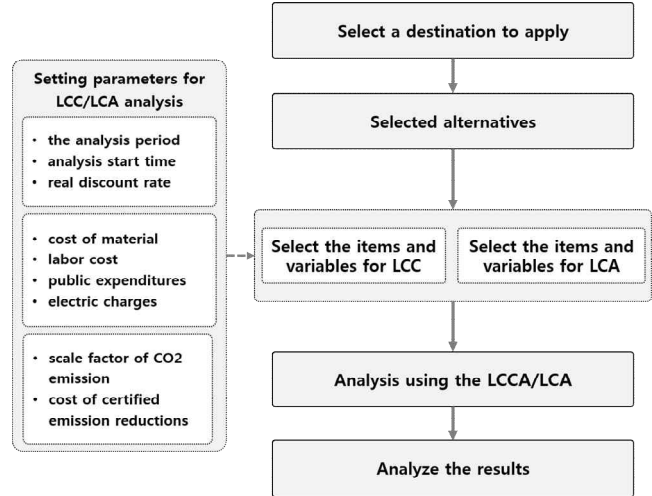 Select a destination to apply
Setting parameters for
LCC/LCA analysis
• the analysis period
• analysis start time
• real discount rate
• cost of material
• labor cost
• public expenditures
• electric charges
• scale factor of CO2
emission
• cost of certified
emission reductions
Selected alternatives
Select the items and
variables for LCC
Select the items and
variables for LCA
Analysis using the LCCA/LCA
Analyze the results